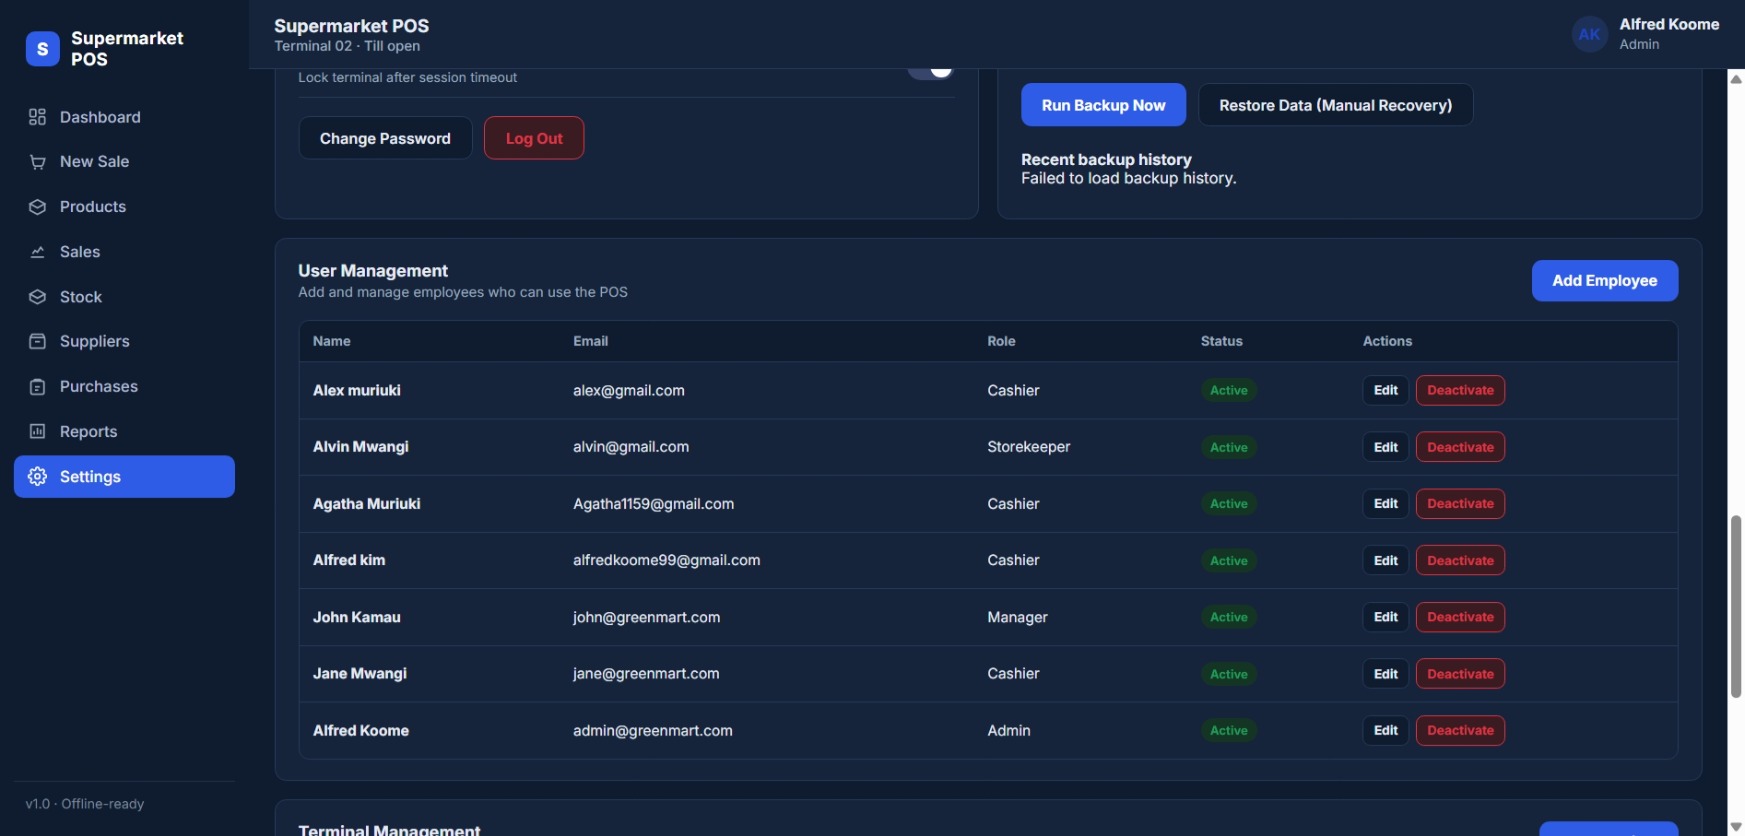 S
Supermarket
POS
Dashboard
New Sale
Products
Sales
Stock
Suppliers
Purchases
Reports
Settings
v1.0 · Offline-ready
Supermarket POS
Terminal 02 · Till open
AK
Alfred Koome
Admin
Lock terminal after session timeout
Change Password
Log Out
Run Backup Now
Restore Data (Manual Recovery)
Recent backup history
Failed to load backup history.
User Management
Add and manage employees who can use the POS
Add Employee
Name Email Role Status Actions
Alex muriuki alex@gmail.com Cashier Active Edit Deactivate
Alvin Mwangi alvin@gmail.com Storekeeper Active Edit Deactivate
Agatha Muriuki Agatha1159@gmail.com Cashier Active Edit Deactivate
Alfred kim alfredkoome99@gmail.com Cashier Active Edit Deactivate
John Kamau john@greenmart.com Manager Active Edit Deactivate
Jane Mwangi jane@greenmart.com Cashier Active Edit Deactivate
Alfred Koome admin@greenmart.com Admin Active Edit Deactivate
Terminal Management